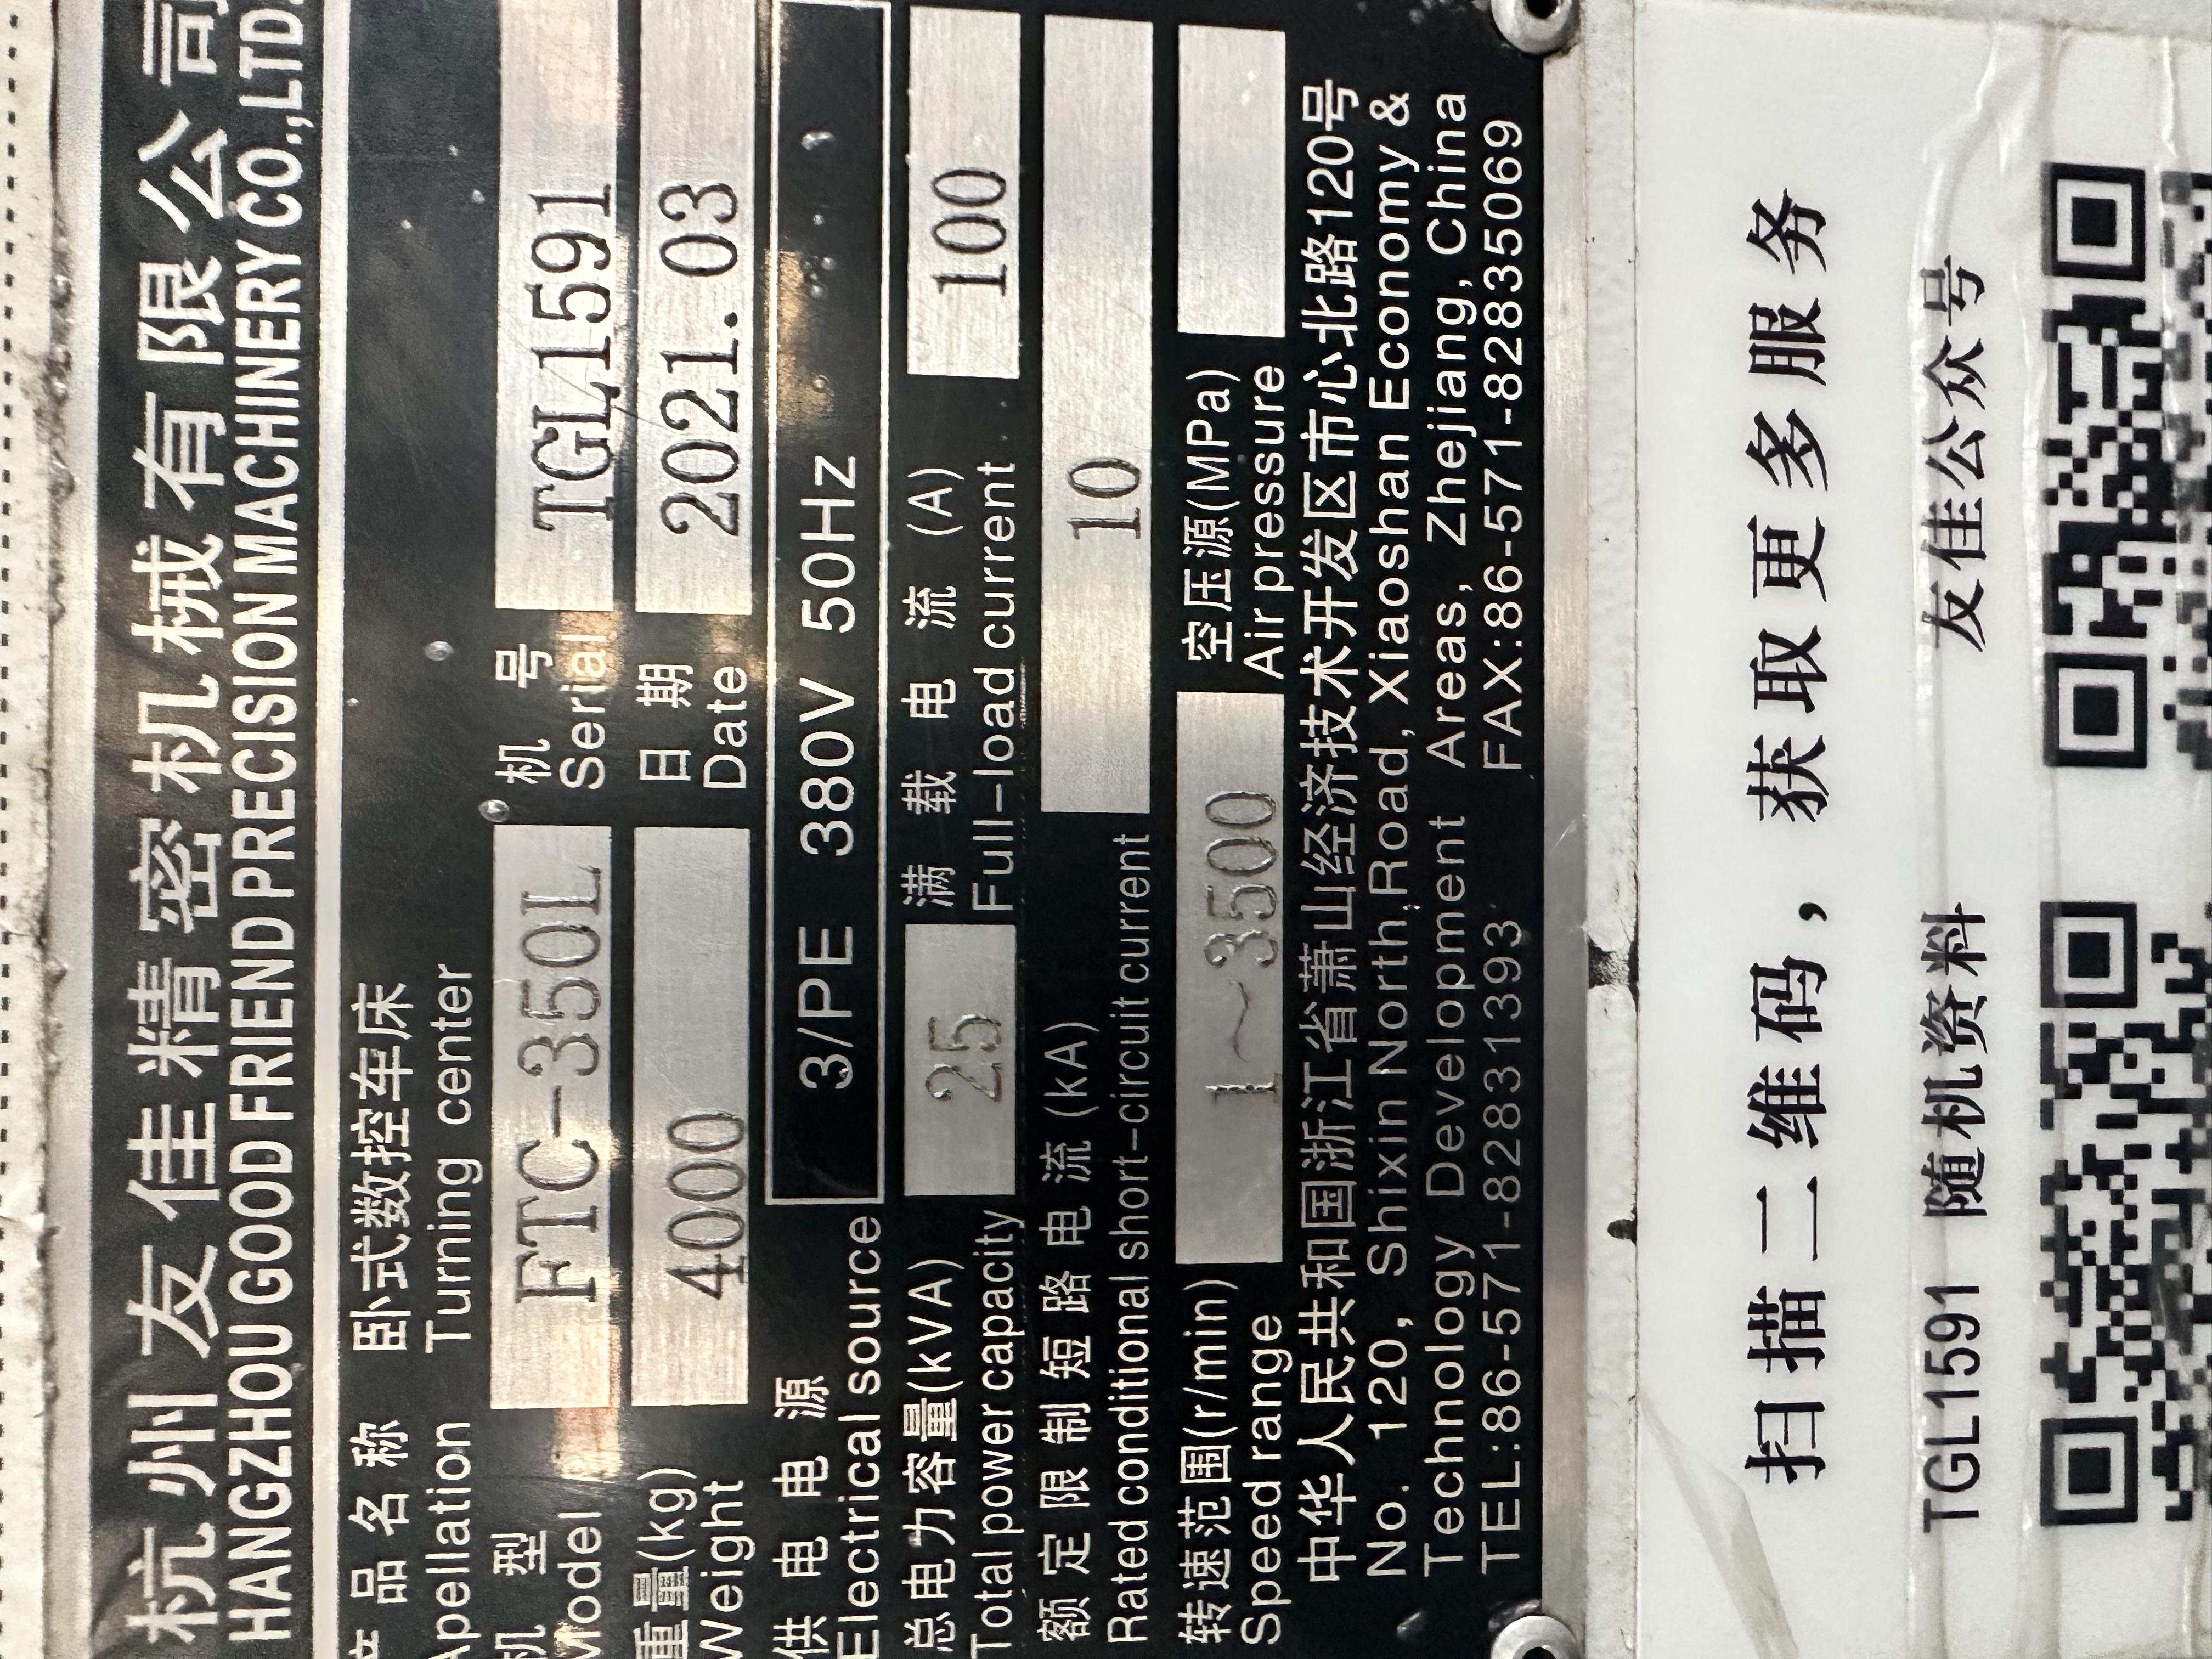 杭州友佳精密机械有限公司
HANGZHOU GOOD FRIEND PRECISION MACHINERY CO.,LTD.
产品名称 卧式数控车床
Apellation Turning center
机型 FTC-350L 机号 TGL1591
Model Serial
重量(kg) 4000 日期 2021.03
Weight Date
供电电源 3/PE 380V 50Hz
Electrical source
总电力容量(kVA) 25 满载电流(A) 100
Total power capacity Full-load current
额定限制短路电流(kA) 10
Rated conditional short-circuit current
转速范围(r/min) 1~3500 空压源(MPa)
Speed range Air pressure
中华人民共和国浙江省萧山经济技术开发区市心北路120号
No. 120, Shixin North Road, Xiaoshan Economy &
Technology Development Areas, Zhejiang, China
TEL:86-571-82831393 FAX:86-571-82835069
扫描二维码，获取更多服务
TGL1591 随机资料 友佳公众号